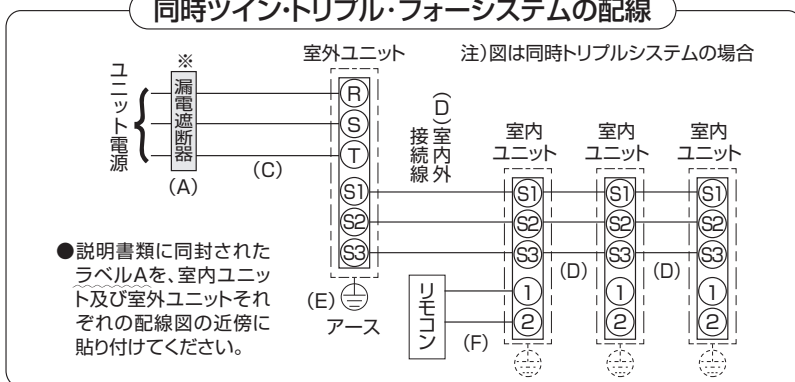 同時ツイン・トリプル・フォーシステムの配線
室外ユニット
注)図は同時トリプルシステムの場合
ユニット電源
※
漏電遮断器
(A)
(C)
R
S
T
S1
S2
S3
(E)
アース
(D)室内外
接続線
室内
ユニット
室内
ユニット
室内
ユニット
S1
S2
S3
1
2
S1
S2
S3
1
2
S1
S2
S3
1
2
(D)
(D)
リモコン
(F)
●説明書類に同封された
ラベルAを、室内ユニッ
ト及び室外ユニットそれ
ぞれの配線図の近傍に
貼り付けてください。